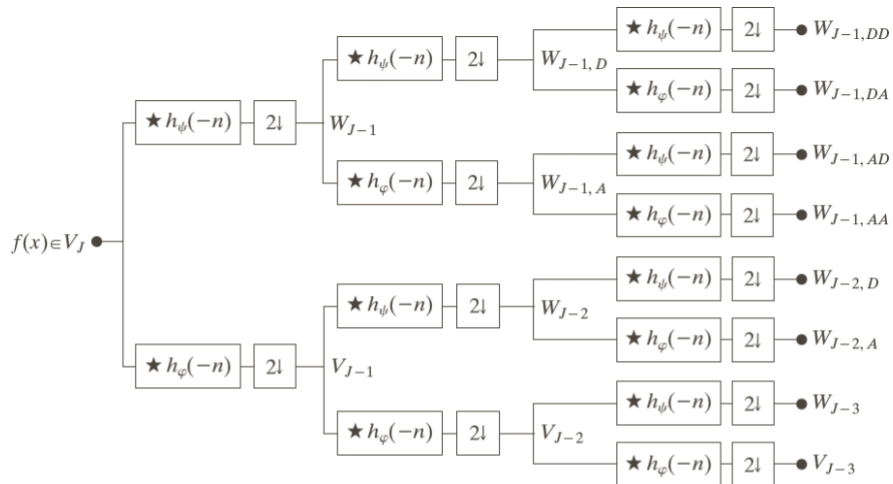 ★ h_ψ(−n) 2↓ W_{J−1, DD}
★ h_ψ(−n) 2↓ W_{J−1, D}
★ h_φ(−n) 2↓ W_{J−1, DA}
★ h_ψ(−n) 2↓ W_{J−1}
★ h_ψ(−n) 2↓ W_{J−1, AD}
★ h_φ(−n) 2↓ W_{J−1, A}
★ h_φ(−n) 2↓ W_{J−1, AA}
f(x)∈V_J
★ h_ψ(−n) 2↓ W_{J−2, D}
★ h_ψ(−n) 2↓ W_{J−2}
★ h_φ(−n) 2↓ W_{J−2, A}
★ h_φ(−n) 2↓ V_{J−1}
★ h_ψ(−n) 2↓ W_{J−3}
★ h_φ(−n) 2↓ V_{J−2}
★ h_φ(−n) 2↓ V_{J−3}